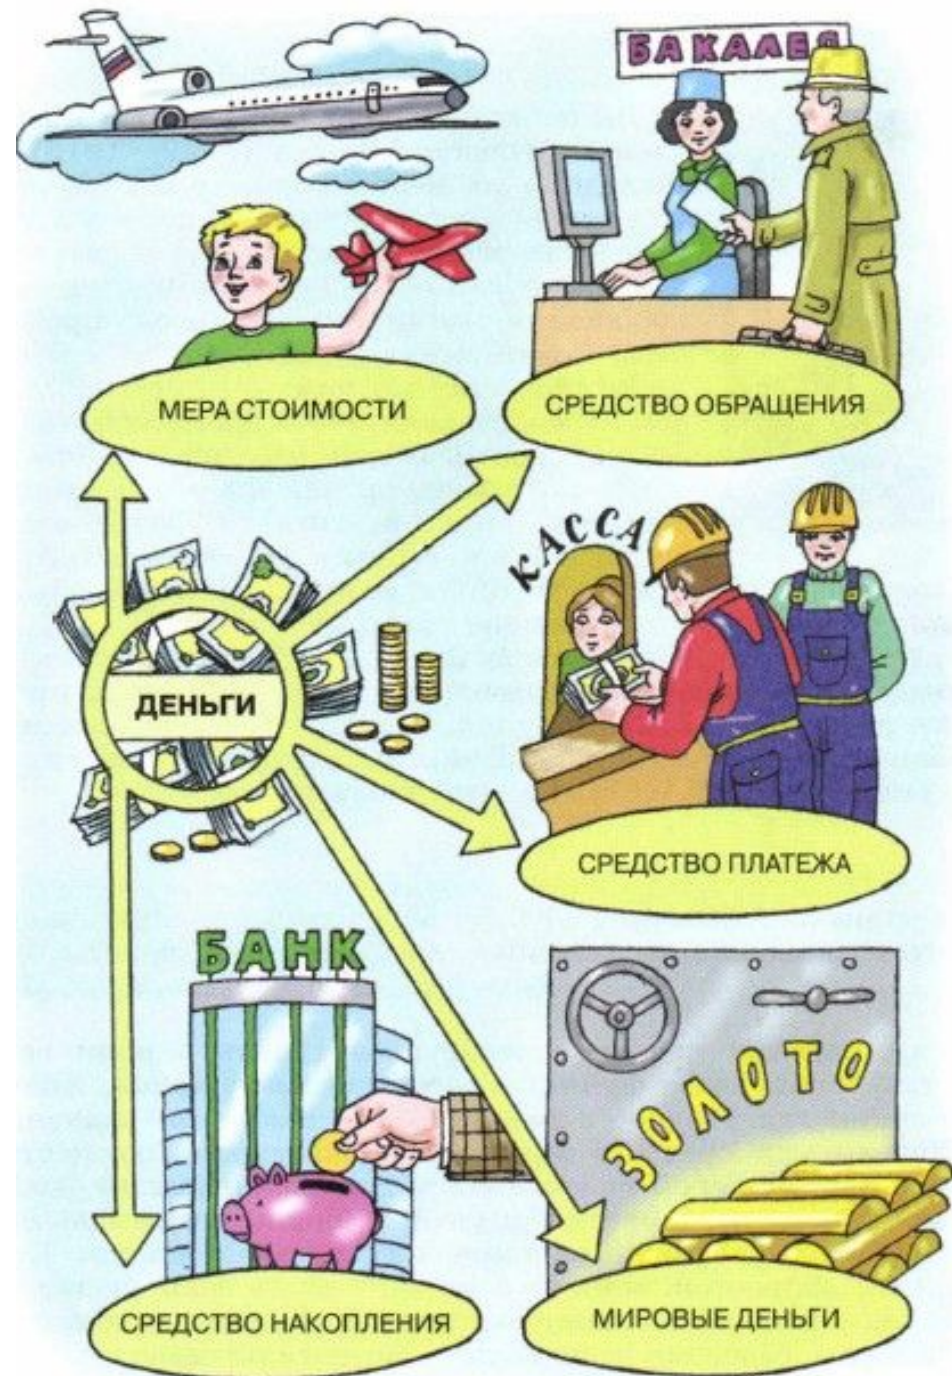 БАКАЛЕЯ
МЕРА СТОИМОСТИ
СРЕДСТВО ОБРАЩЕНИЯ
КАССА
ДЕНЬГИ
СРЕДСТВО ПЛАТЕЖА
БАНК
ЗОЛОТО
СРЕДСТВО НАКОПЛЕНИЯ
МИРОВЫЕ ДЕНЬГИ